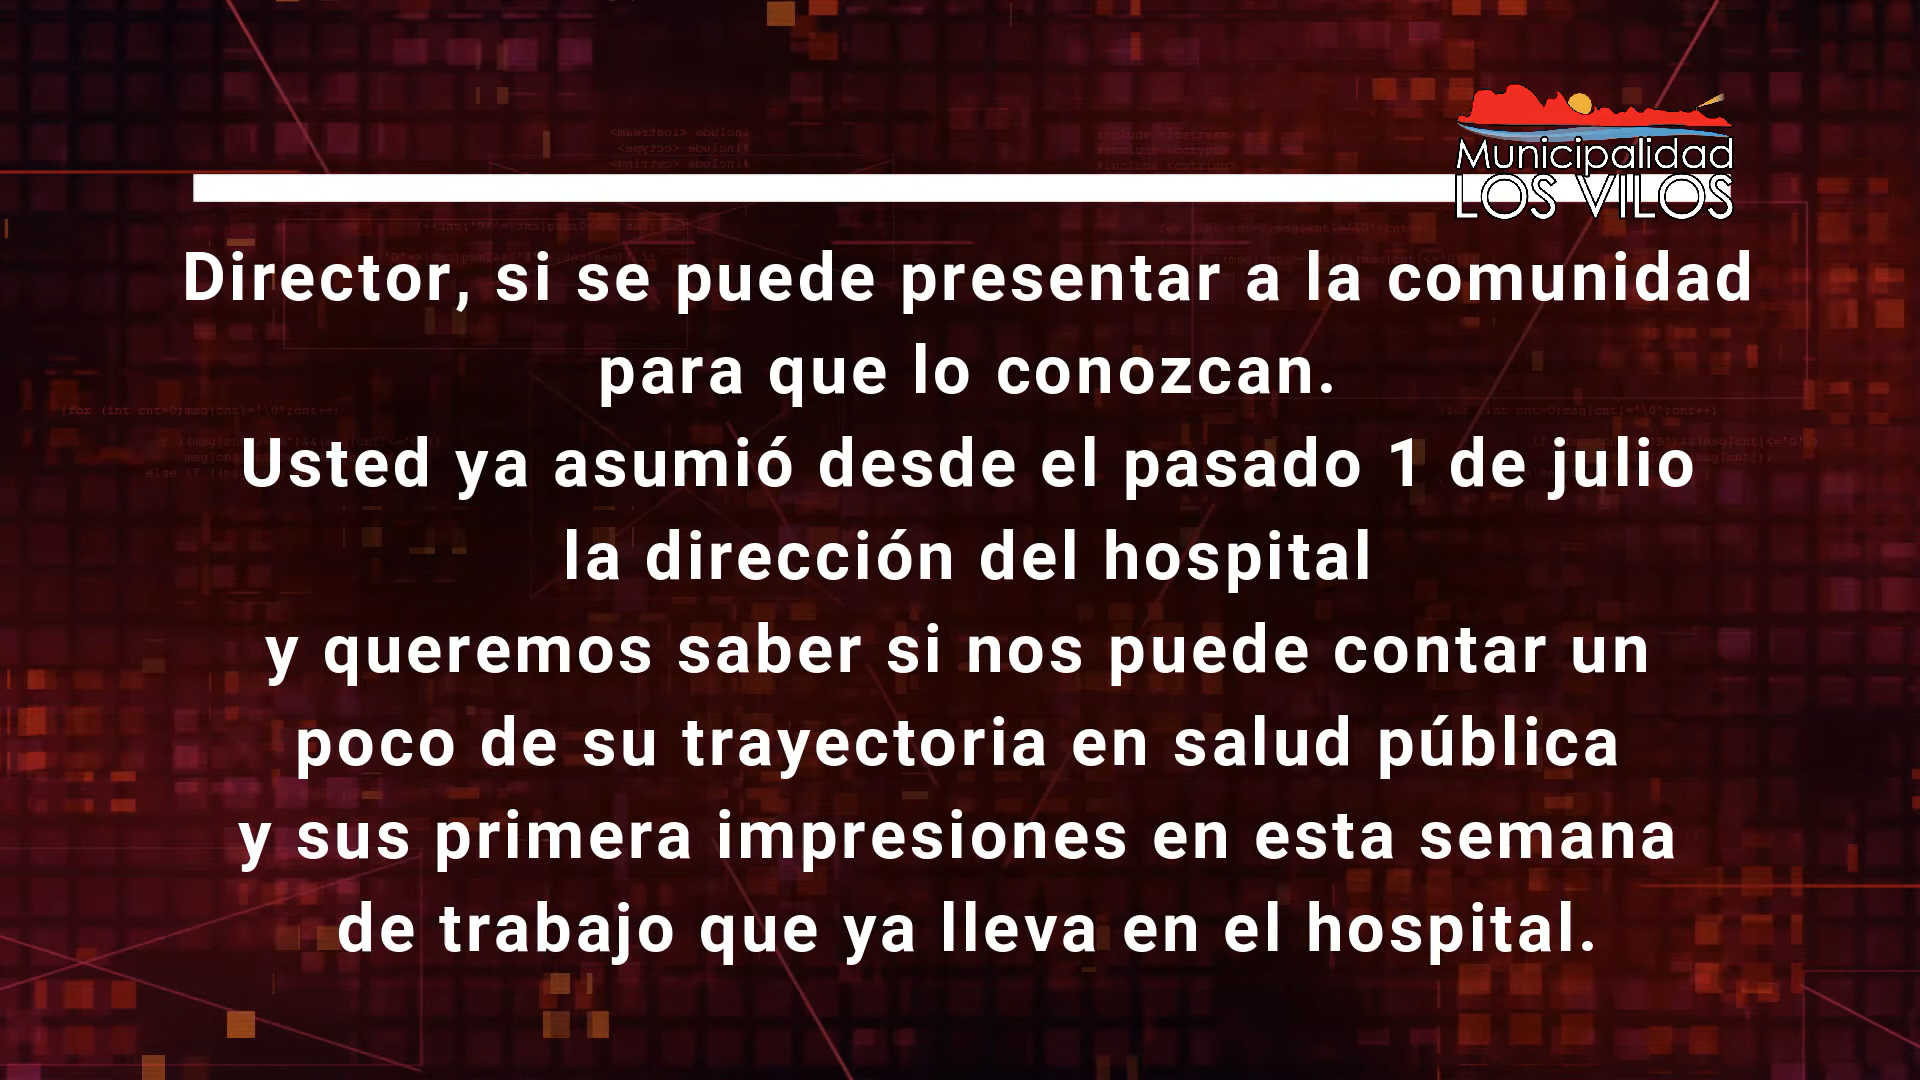 Municipalidad
LOS VILOS
Director, si se puede presentar a la comunidad
para que lo conozcan.
Usted ya asumió desde el pasado 1 de julio
la dirección del hospital
y queremos saber si nos puede contar un
poco de su trayectoria en salud pública
y sus primera impresiones en esta semana
de trabajo que ya lleva en el hospital.